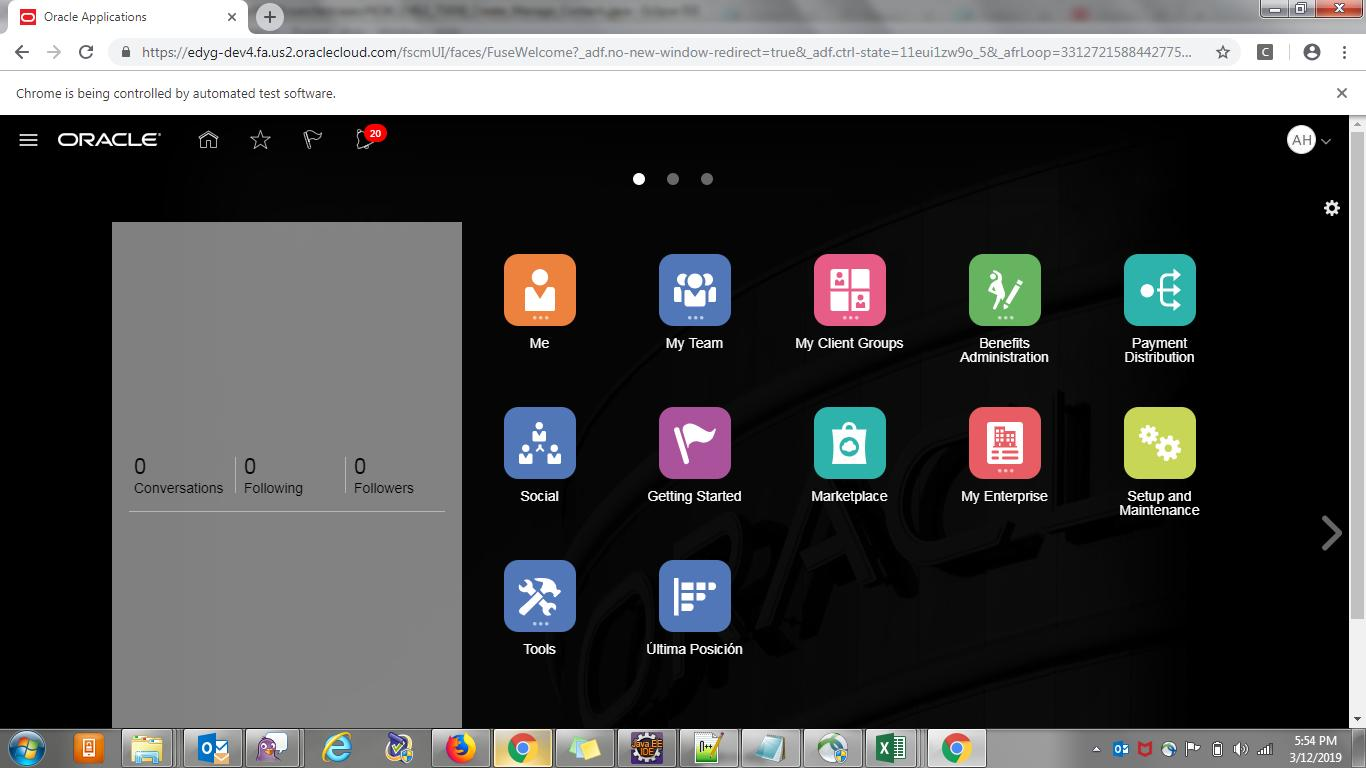 Oracle Applications
https://edyg-dev4.fa.us2.oraclecloud.com/fscmUI/faces/FuseWelcome?_adf.no-new-window-redirect=true&_adf.ctrl-state=11eui1zw9o_5&_afrLoop=3312721588442775...
C
Chrome is being controlled by automated test software.
ORACLE
20
AH
Me
My Team
My Client Groups
Benefits
Administration
Payment
Distribution
0
Conversations
0
Following
0
Followers
Social
Getting Started
Marketplace
My Enterprise
Setup and
Maintenance
Tools
Última Posición
Java EE
IDE
5:54 PM
3/12/2019